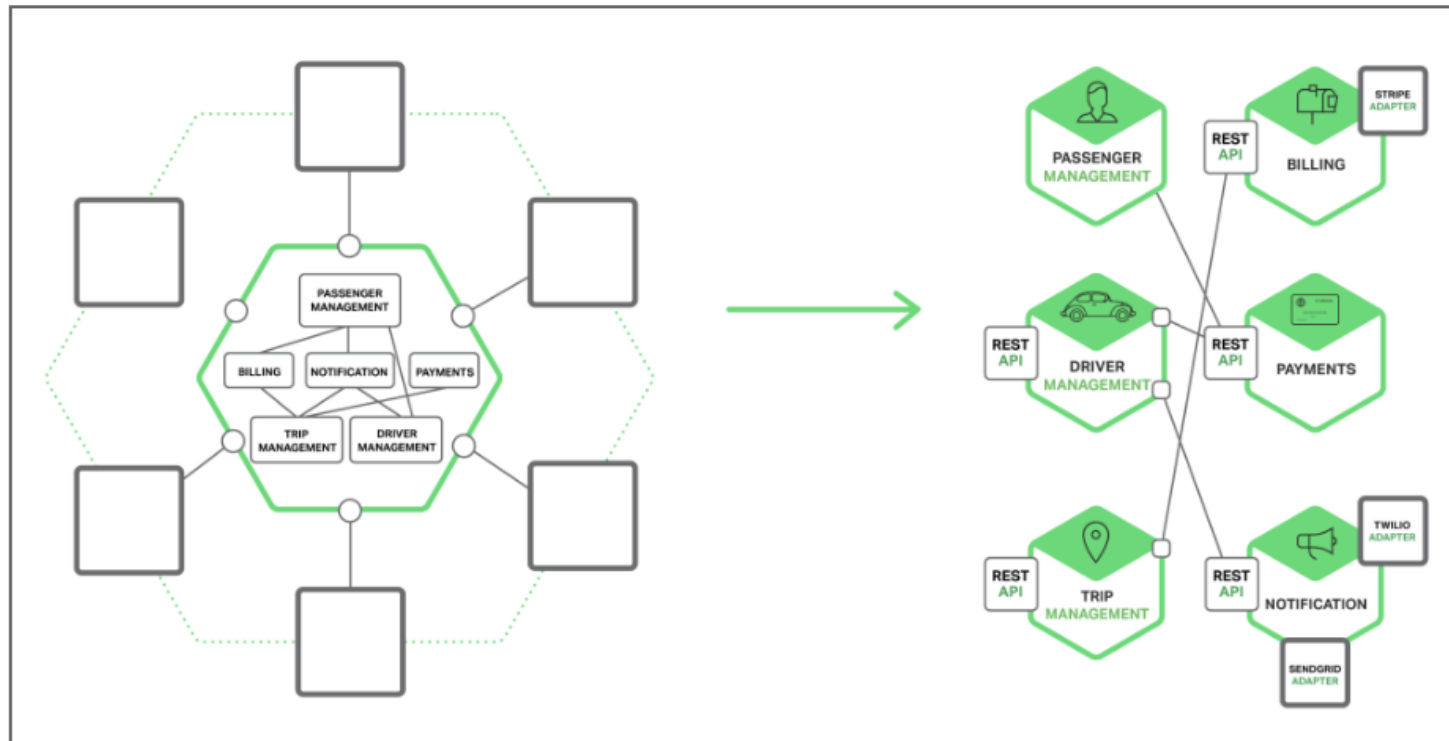 PASSENGER
MANAGEMENT
BILLING
NOTIFICATION
PAYMENTS
TRIP
MANAGEMENT
DRIVER
MANAGEMENT
PASSENGER
MANAGEMENT
REST
API
BILLING
STRIPE
ADAPTER
REST
API
DRIVER
MANAGEMENT
REST
API
PAYMENTS
REST
API
TRIP
MANAGEMENT
REST
API
NOTIFICATION
TWILIO
ADAPTER
SENDGRID
ADAPTER